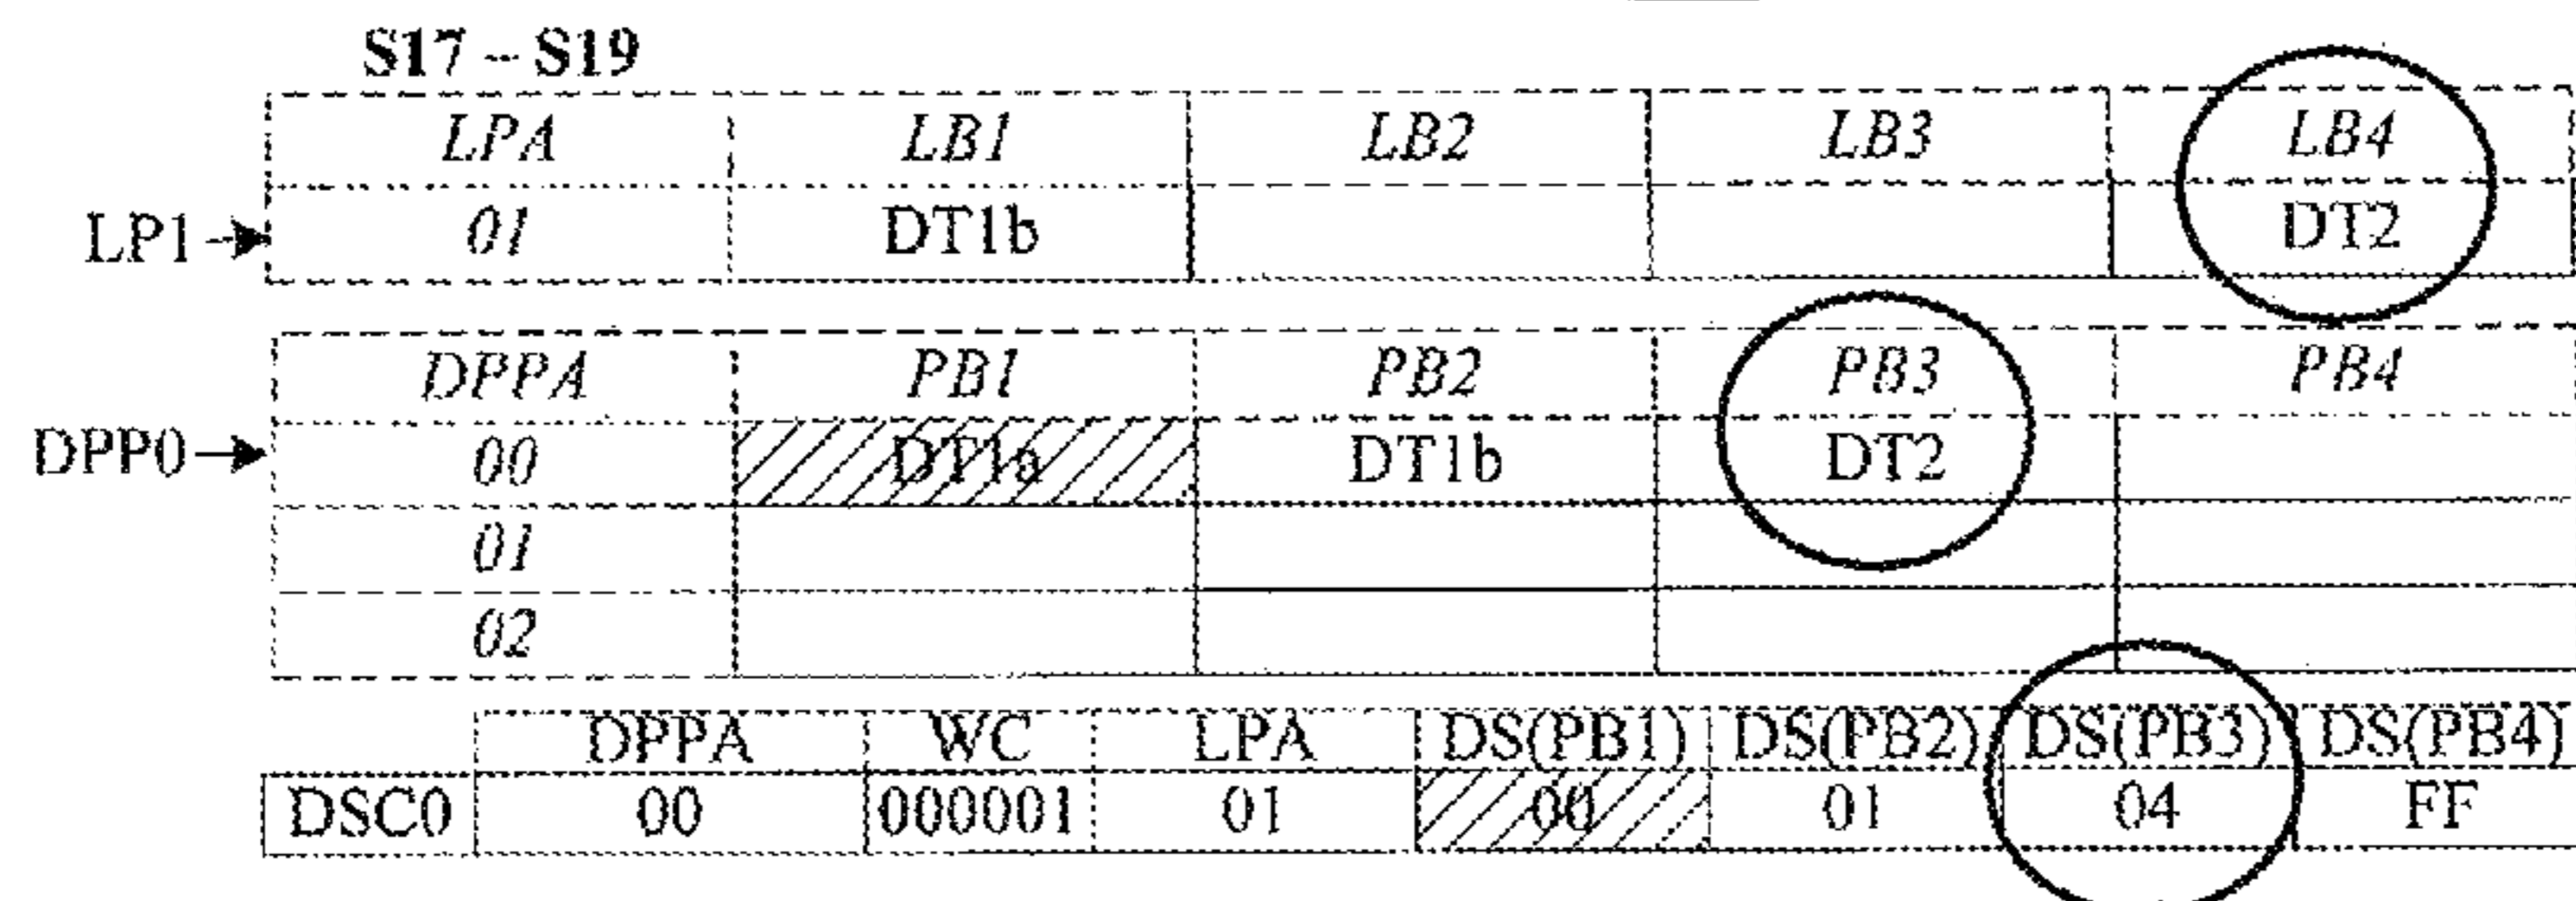 S17 – S19
LPA LB1 LB2 LB3 LB4
LP1 01 DT1b DT2
DPPA PB1 PB2 PB3 PB4
DPP0 00 DT1a DT1b DT2
01
02
DPPA WC LPA DS(PB1) DS(PB2) DS(PB3) DS(PB4)
DSC0 00 000001 01 00 01 04 FF